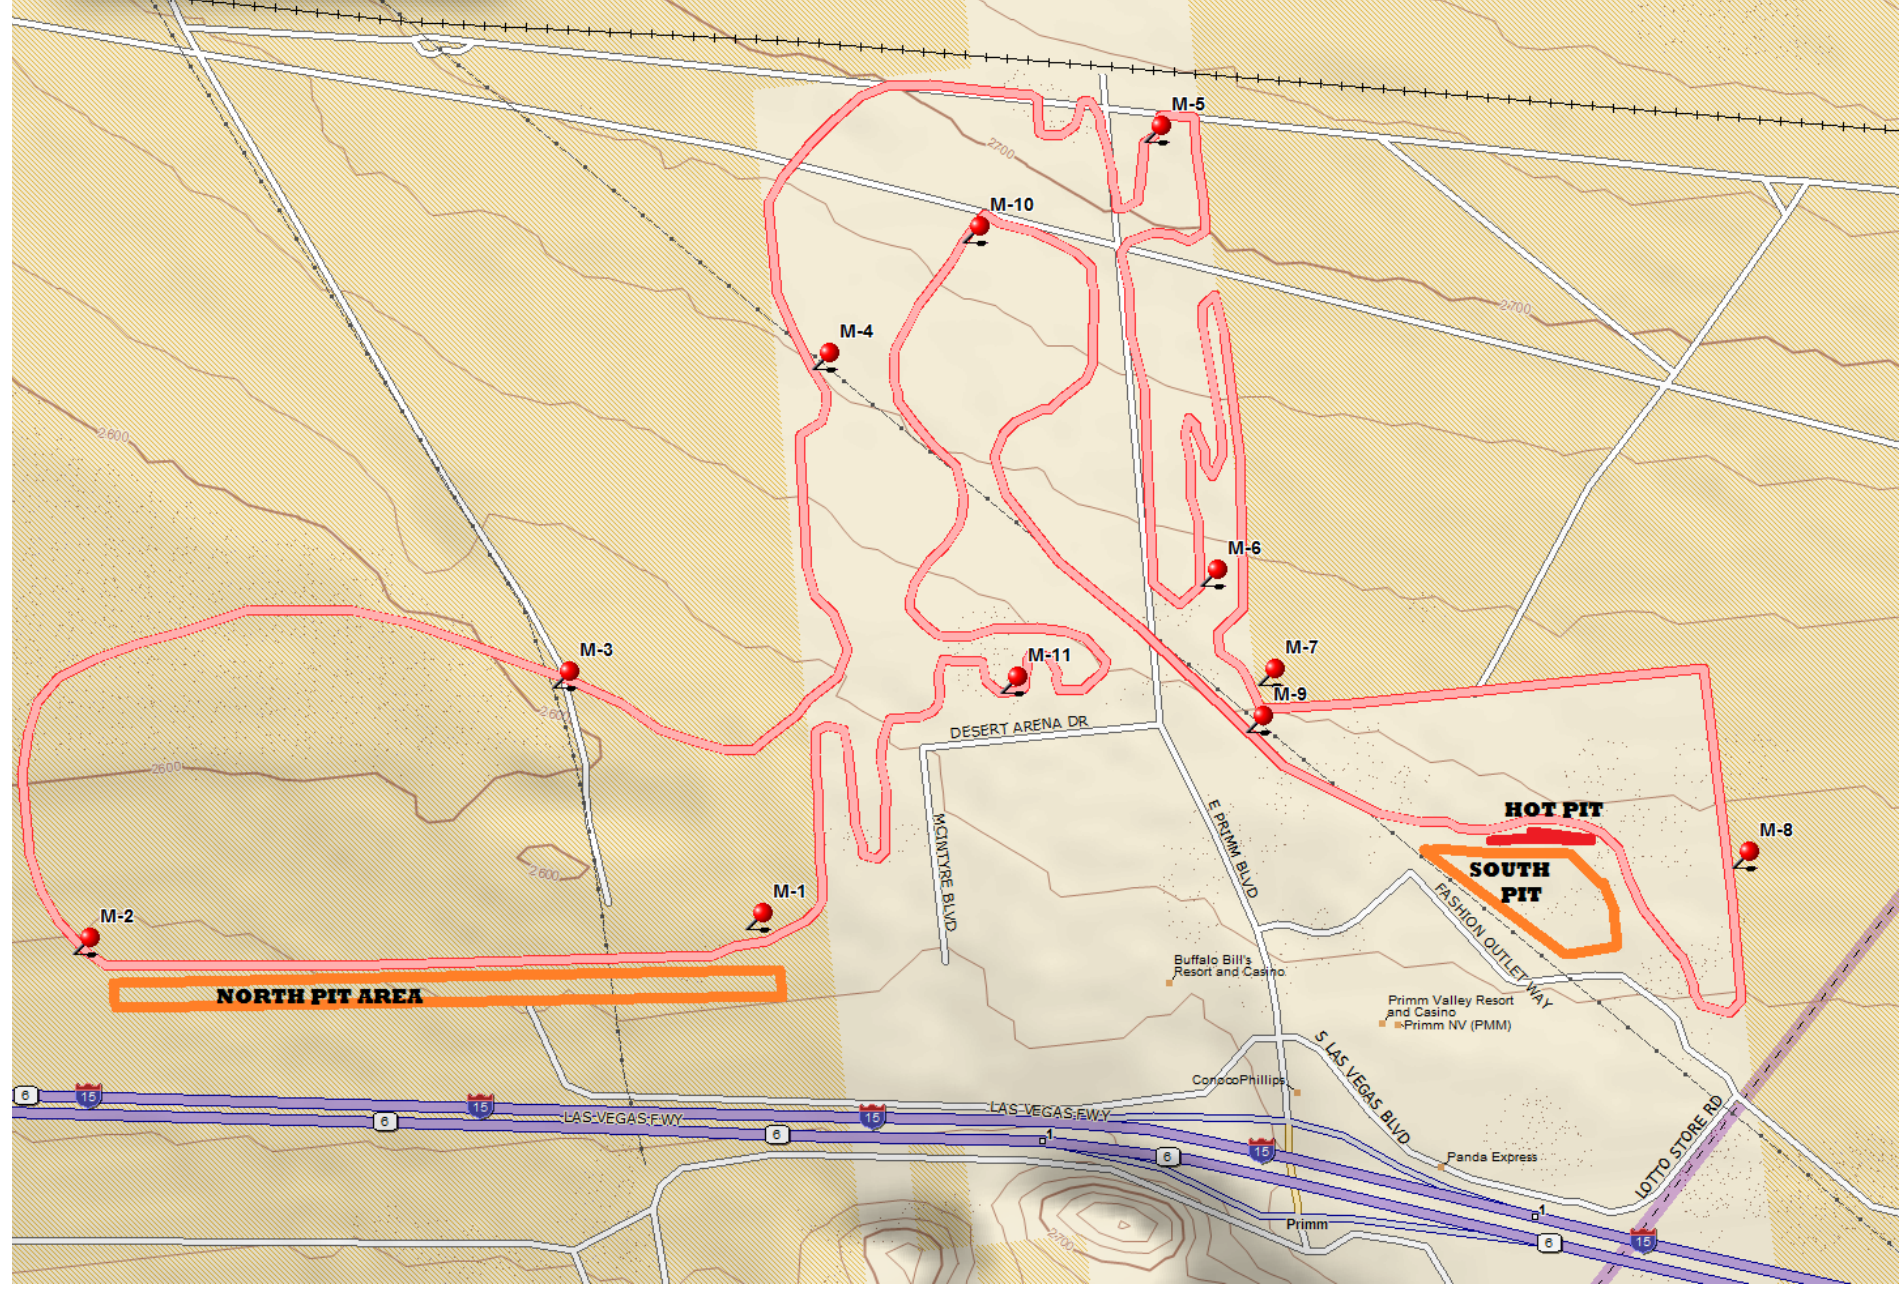 M-5
2700
M-10
2700
M-4
2600
M-6
M-3
M-11
M-7
M-9
2600
DESERT ARENA DR
2600
HOT PIT
E PRIMM BLVD
MCINTYRE BLVD
M-8
SOUTH
PIT
2600
M-1
FASHION OUTLET WAY
M-2
Buffalo Bill's
Resort and Casino
NORTH PIT AREA
Primm Valley Resort
and Casino
Primm NV (PMM)
S LAS VEGAS BLVD
ConocoPhillips
6
15
15
LAS VEGAS FWY
LAS VEGAS FWY
15
6
6
1
15
6
Panda Express
LOTTO STORE RD
1
Primm
2700
6
15